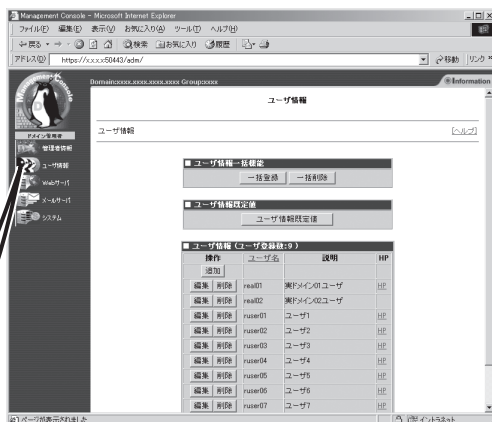 Management Console - Microsoft Internet Explorer
ファイル(F) 編集(E) 表示(V) お気に入り(A) ツール(T) ヘルプ(H)
戻る 検索 お気に入り 履歴
アドレス(D) https://x.x.x.x:50443/adm/ 移動 リンク
Management Console
Domain:xxxx.xxxx.xxxx.xxxx Group:xxxx Information
ドメイン管理者
管理者情報
ユーザ情報
Webサーバ
メールサーバ
システム
ユーザ情報
ユーザ情報 [ヘルプ]
■ ユーザ情報一括機能
一括登録 一括削除
■ ユーザ情報既定値
ユーザ情報既定値
■ ユーザ情報 (ユーザ登録数:9)
操作 ユーザ名 説明 HP
追加
編集 削除 real01 実ドメイン01ユーザ HP
編集 削除 real02 実ドメイン02ユーザ HP
編集 削除 ruser01 ユーザ1 HP
編集 削除 ruser02 ユーザ2 HP
編集 削除 ruser03 ユーザ3 HP
編集 削除 ruser04 ユーザ4 HP
編集 削除 ruser05 ユーザ5 HP
編集 削除 ruser06 ユーザ6 HP
編集 削除 ruser07 ユーザ7 HP
ページが表示されました イントラネット